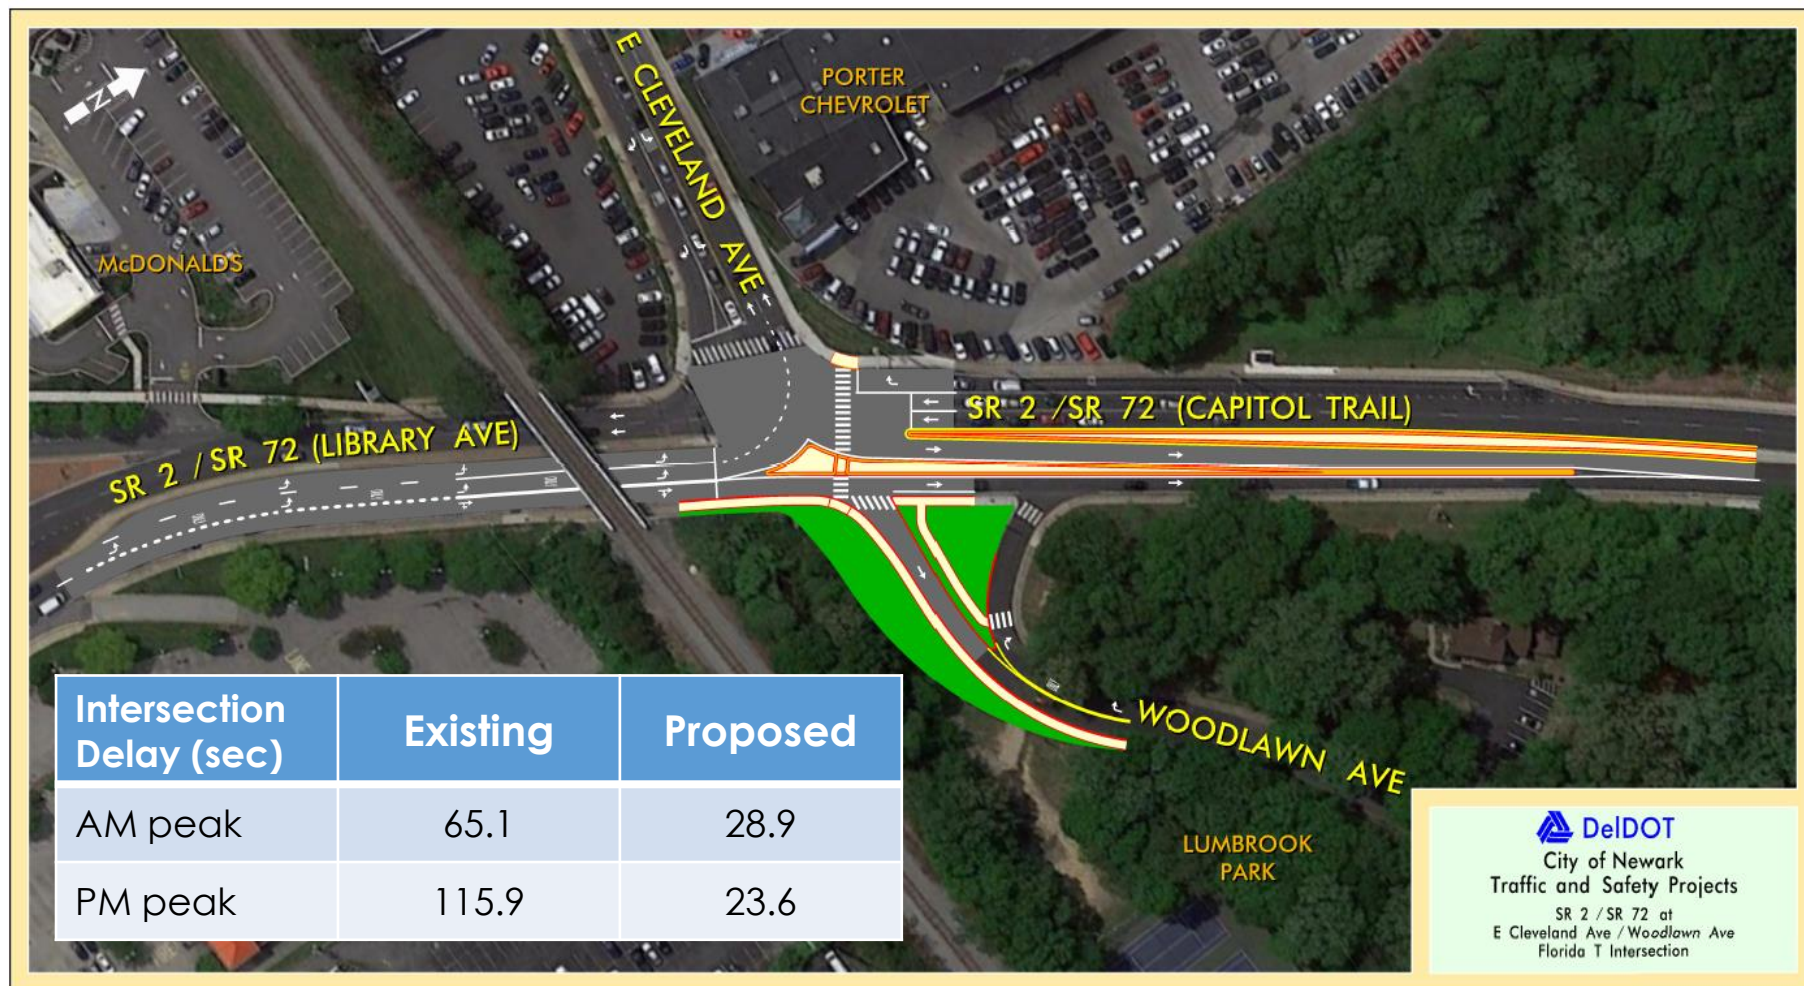 N
E CLEVELAND AVE
PORTER
CHEVROLET
McDONALDS
SR 2 / SR 72 (LIBRARY AVE)
SR 2 / SR 72 (CAPITOL TRAIL)
WOODLAWN AVE
LUMBROOK
PARK
Intersection Delay (sec) Existing Proposed
AM peak 65.1 28.9
PM peak 115.9 23.6
DelDOT
City of Newark
Traffic and Safety Projects
SR 2 / SR 72 at
E Cleveland Ave / Woodlawn Ave
Florida T Intersection